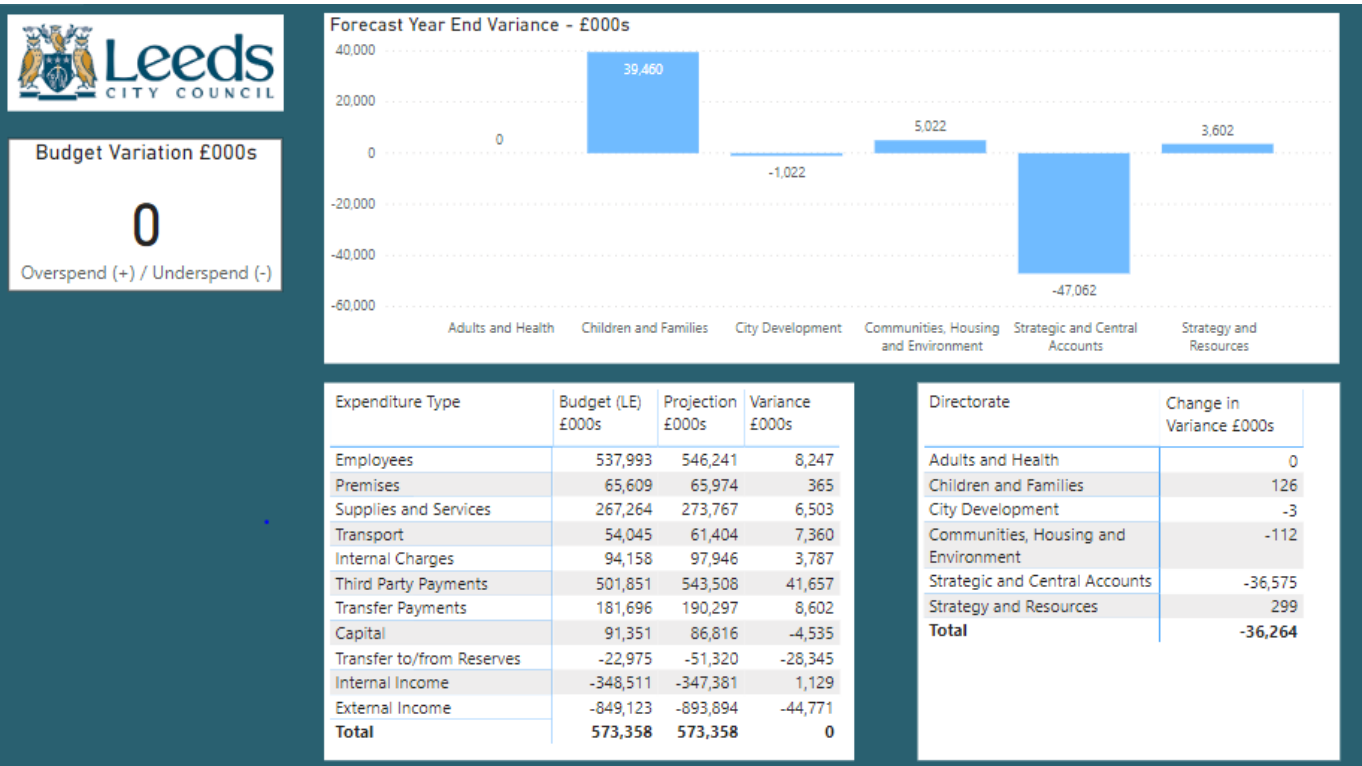 Leeds
CITY COUNCIL
Budget Variation £000s
0
Overspend (+) / Underspend (-)
Forecast Year End Variance - £000s
40,000
20,000
0
-20,000
-40,000
-60,000
0
39,460
-1,022
5,022
-47,062
3,602
Adults and Health
Children and Families
City Development
Communities, Housing
and Environment
Strategic and Central
Accounts
Strategy and
Resources
Expenditure Type Budget (LE) Projection Variance
£000s £000s £000s
Employees 537,993 546,241 8,247
Premises 65,609 65,974 365
Supplies and Services 267,264 273,767 6,503
Transport 54,045 61,404 7,360
Internal Charges 94,158 97,946 3,787
Third Party Payments 501,851 543,508 41,657
Transfer Payments 181,696 190,297 8,602
Capital 91,351 86,816 -4,535
Transfer to/from Reserves -22,975 -51,320 -28,345
Internal Income -348,511 -347,381 1,129
External Income -849,123 -893,894 -44,771
Total 573,358 573,358 0
Directorate Change in
Variance £000s
Adults and Health 0
Children and Families 126
City Development -3
Communities, Housing and -112
Environment
Strategic and Central Accounts -36,575
Strategy and Resources 299
Total -36,264